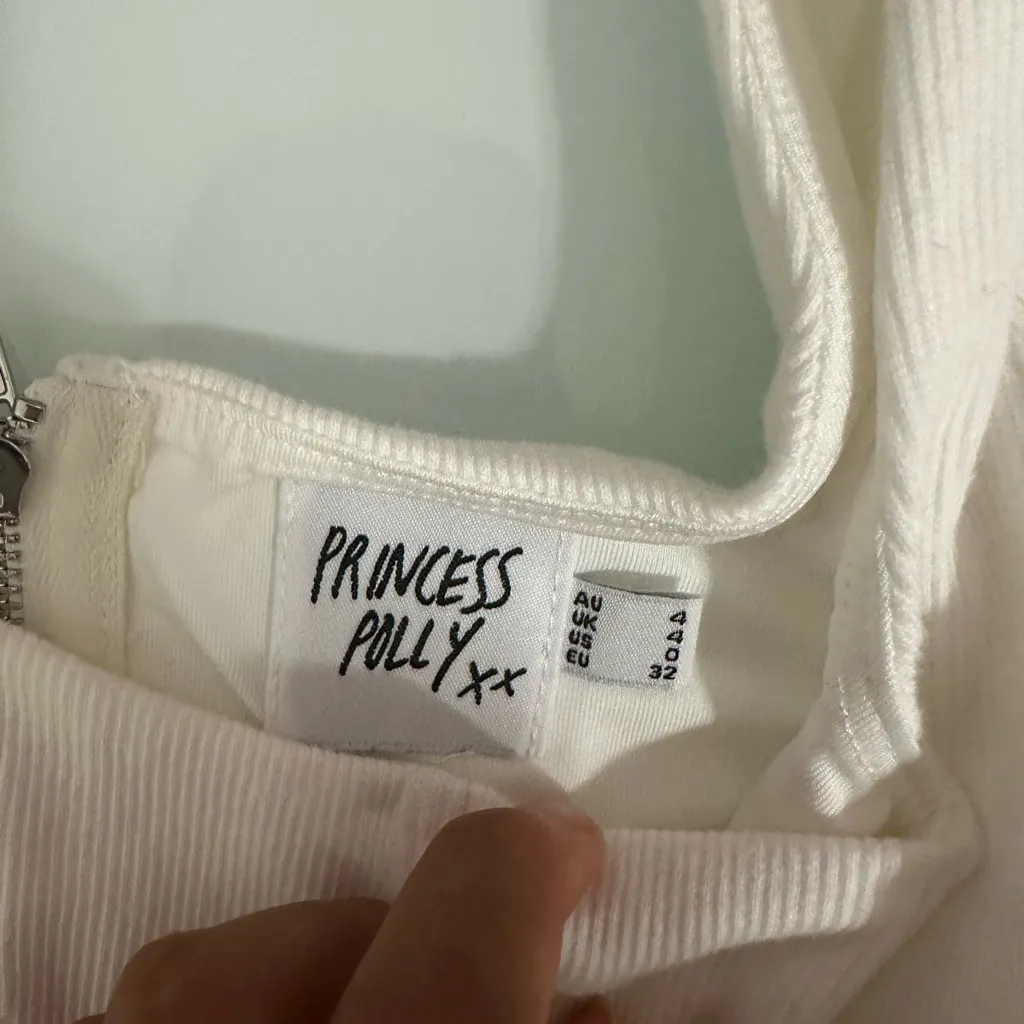 PRINCESS
POLLY xx
AU 4
UK 4
US 0
EU 32